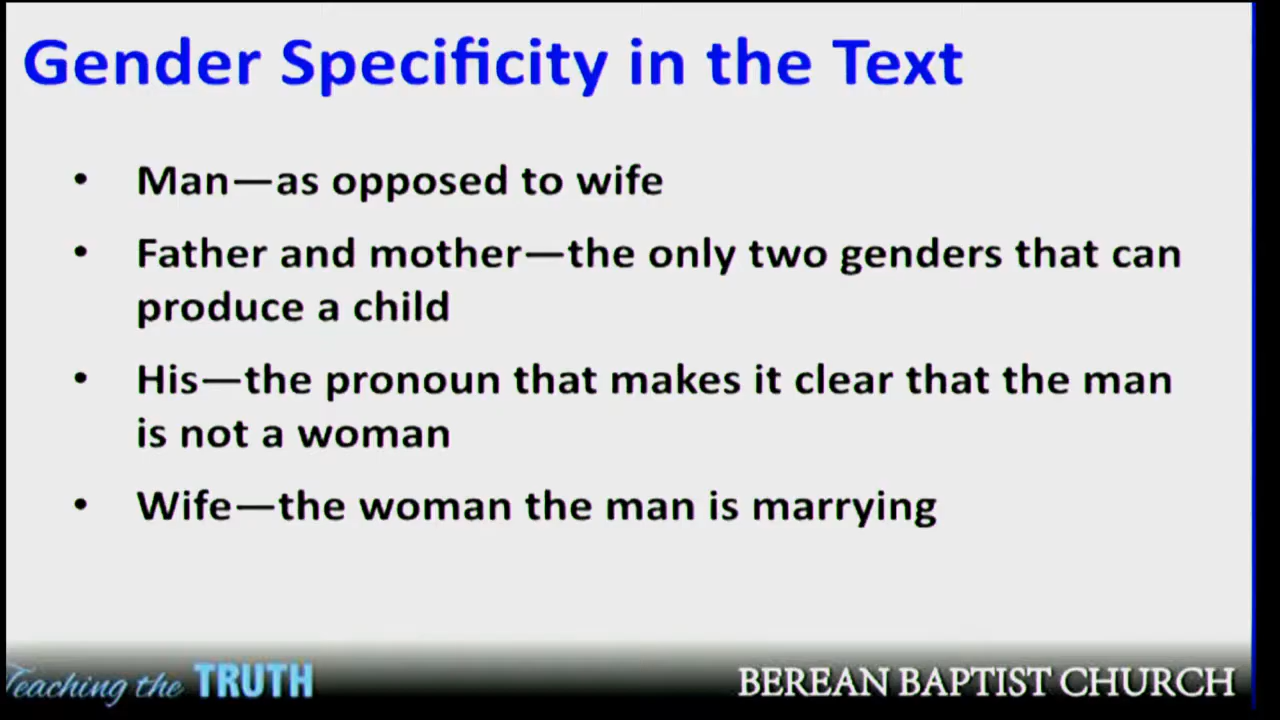 Gender Specificity in the Text
• Man—as opposed to wife
• Father and mother—the only two genders that can
produce a child
• His—the pronoun that makes it clear that the man
is not a woman
• Wife—the woman the man is marrying
Teaching the TRUTH
BEREAN BAPTIST CHURCH